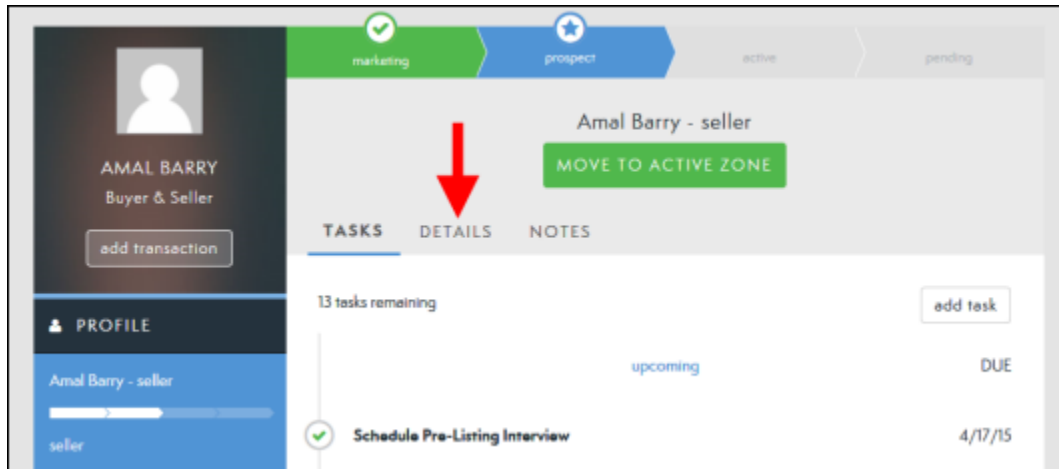 marketing
prospect
active
pending
AMAL BARRY
Buyer & Seller
add transaction
PROFILE
Amal Barry - seller
seller
Amal Barry - seller
MOVE TO ACTIVE ZONE
TASKS DETAILS NOTES
13 tasks remaining
add task
upcoming
DUE
Schedule Pre-Listing Interview
4/17/15